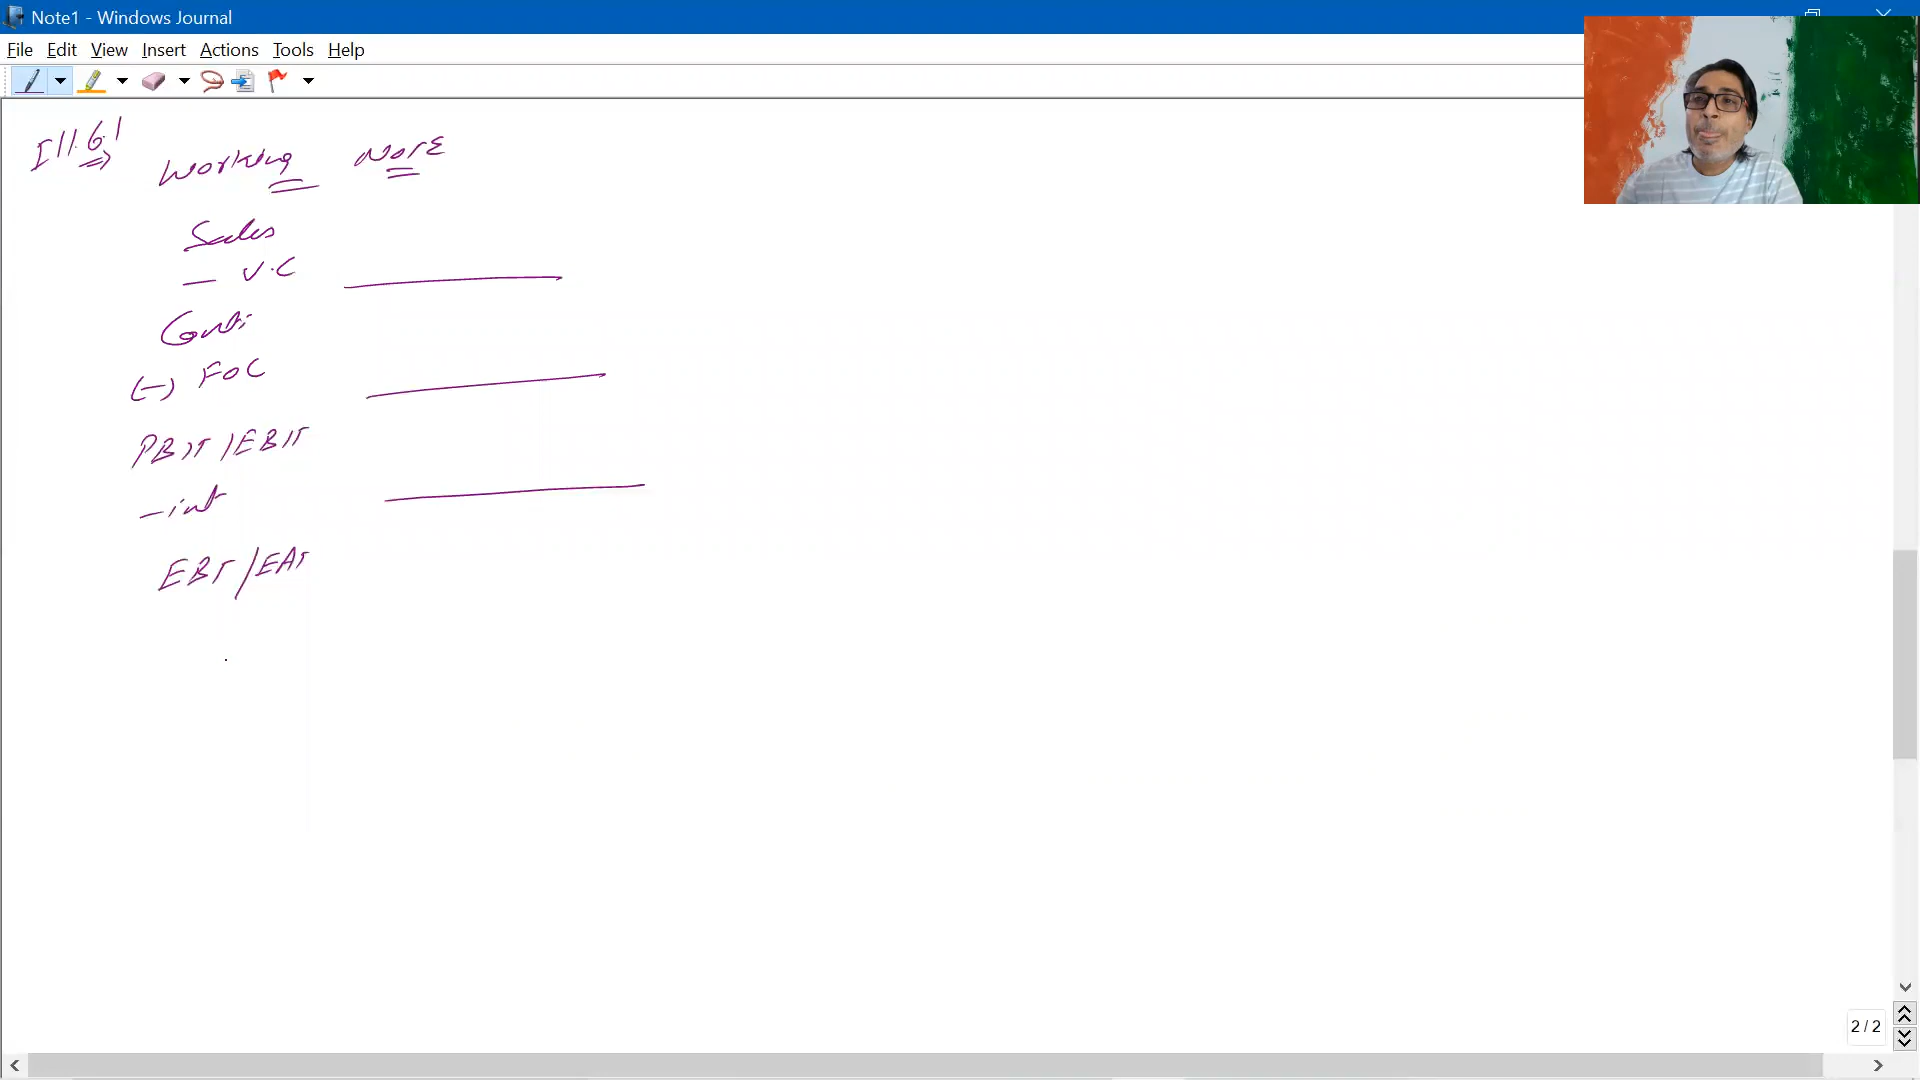 Note1 - Windows Journal
File Edit View Insert Actions Tools Help
Ill.6.1
Working Note
Sales
- V.C
Conti
(-) FOC
PBIT/EBIT
-int
EBT/EAT
2 / 2